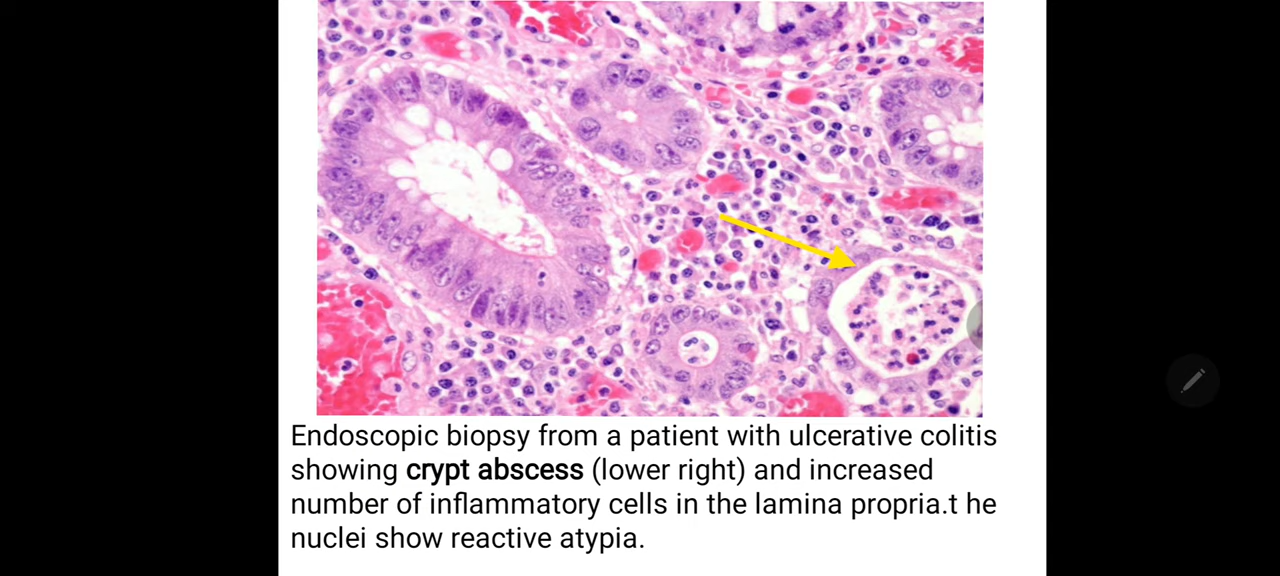 Endoscopic biopsy from a patient with ulcerative colitis
showing crypt abscess (lower right) and increased
number of inflammatory cells in the lamina propria.t he
nuclei show reactive atypia.